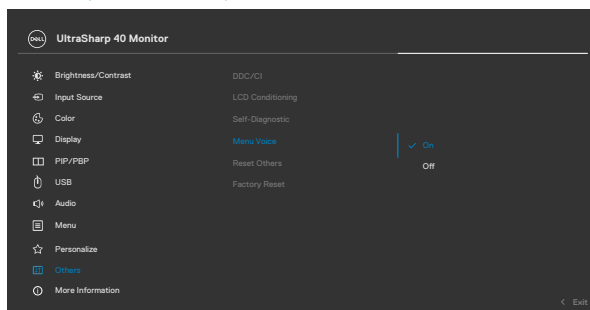 DELL UltraSharp 40 Monitor
Brightness/Contrast
Input Source
Color
Display
PIP/PBP
USB
Audio
Menu
Personalize
Others
More Information
DDC/CI
LCD Conditioning
Self-Diagnostic
Menu Voice
Reset Others
Factory Reset
On
Off
Exit